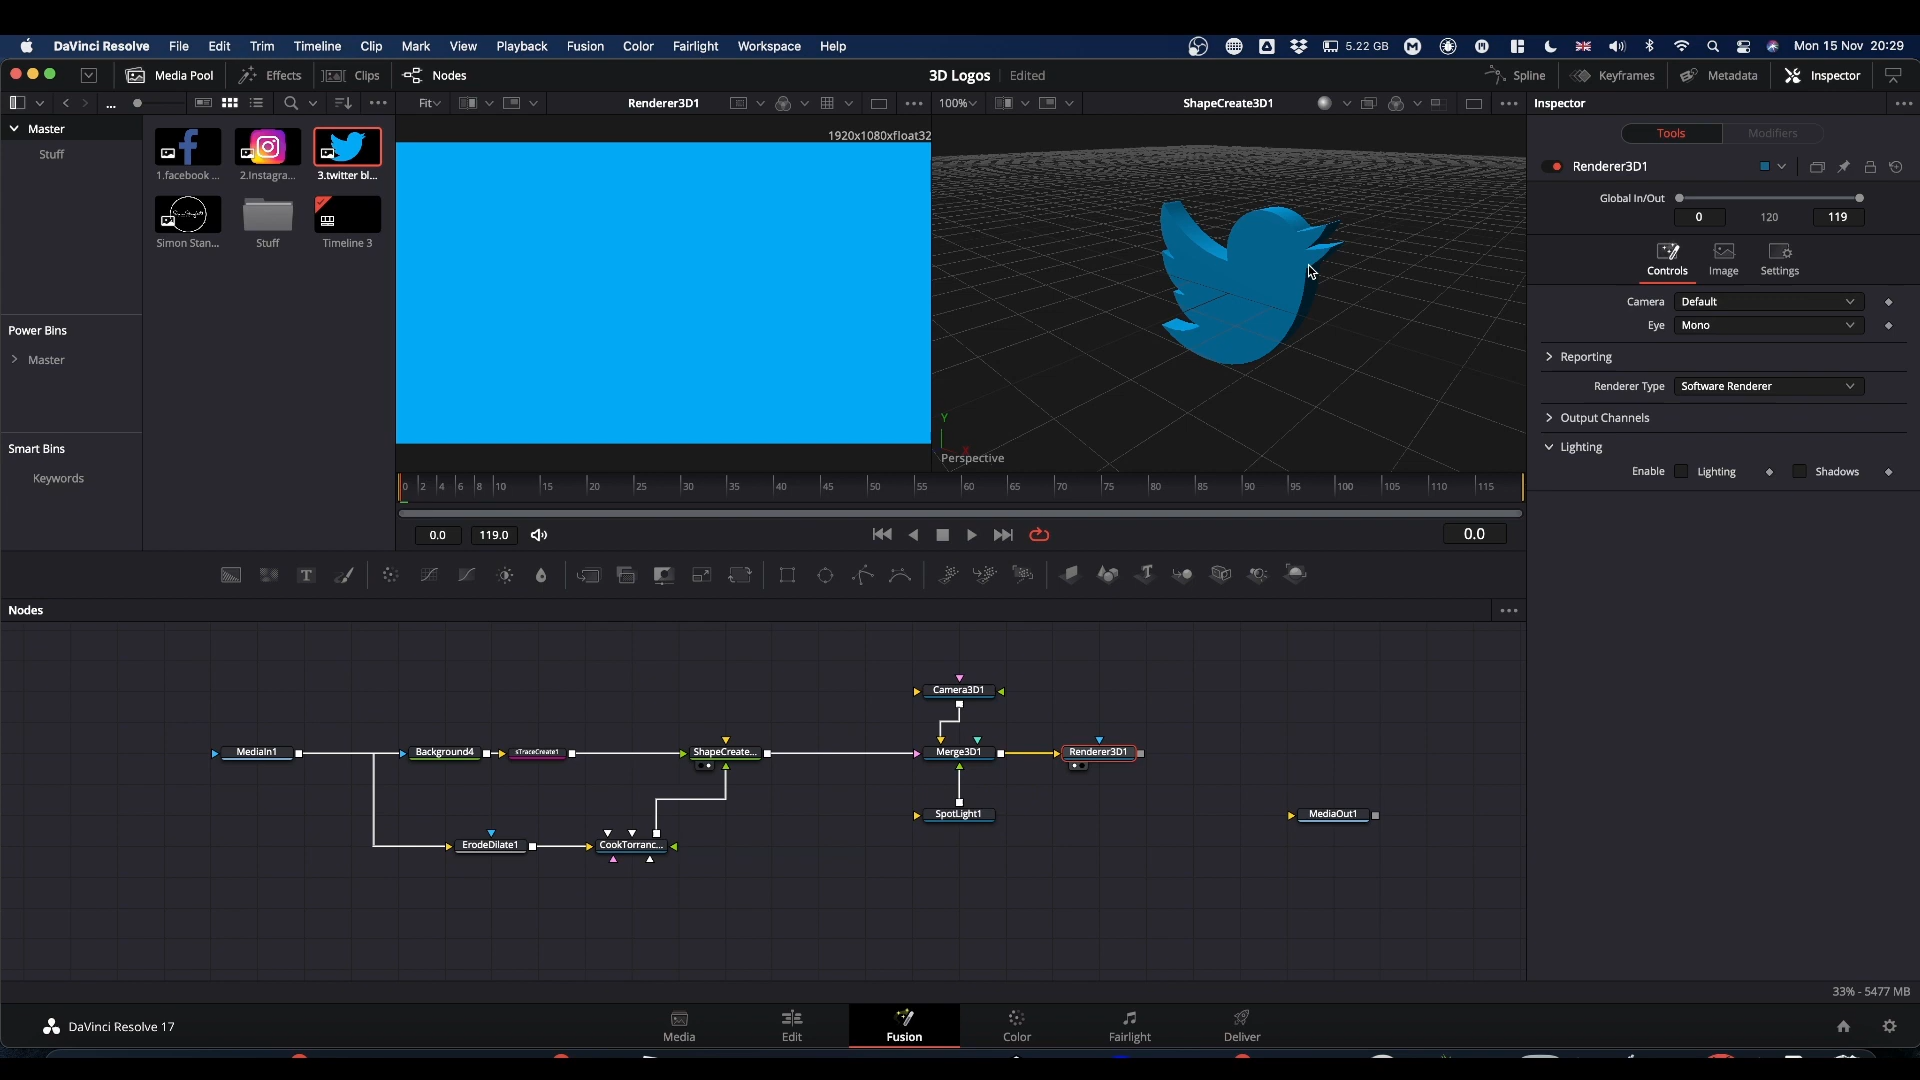 DaVinci Resolve File Edit Trim Timeline Clip Mark View Playback Fusion Color Fairlight Workspace Help 5.22 GB Mon 15 Nov 20:29
Media Pool Effects Clips Nodes 3D Logos Edited Spline Keyframes Metadata Inspector
... Fit Renderer3D1 100% ShapeCreate3D1 Inspector
Master
Stuff
1.facebook ... 2.Instagra... 3.twitter bl...
Simon Stan... Stuff Timeline 3
Power Bins
Master
Smart Bins
Keywords
1920x1080xfloat32
Y
X
Perspective
Tools Modifiers
Renderer3D1
Global In/Out
0 120 119
Controls Image Settings
Camera Default
Eye Mono
Reporting
Renderer Type Software Renderer
Output Channels
Lighting
Enable Lighting Shadows
0 2 4 6 8 10 15 20 25 30 35 40 45 50 55 60 65 70 75 80 85 90 95 100 105 110 115
0.0 119.0 0.0
Nodes
Camera3D1
MediaIn1 Background4 sTraceCreate1 ShapeCreate... Merge3D1 Renderer3D1
SpotLight1 MediaOut1
ErodeDilate1 CookTorranc...
33% - 5477 MB
DaVinci Resolve 17 Media Edit Fusion Color Fairlight Deliver